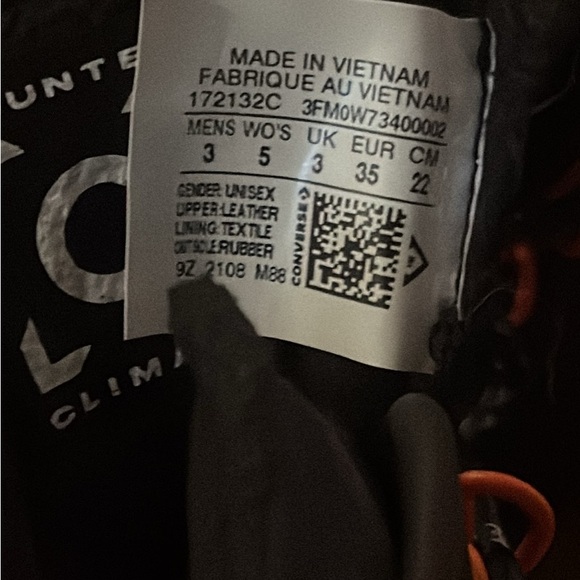 UNTE
MADE IN VIETNAM
FABRIQUE AU VIETNAM
172132C 3FM0W73400002
MENS WO'S UK EUR CM
3 5 3 35 22
GENDER: UNISEX
UPPER:LEATHER
LINING:TEXTILE
OUTSOLE:RUBBER
9Z 2108 M88
CONVERSE
CLIMA